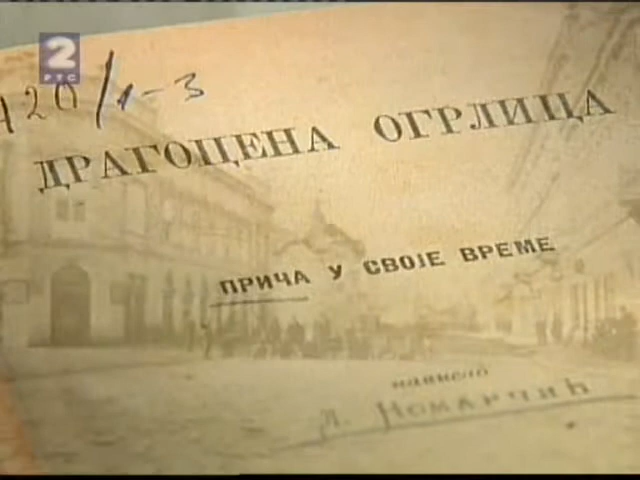 2
РТС
420/1-3
ДРАГОЦЕНА ОГРЛИЦА
ПРИЧА У СВОЈЕ ВРЕМЕ
написао
Л. Комарчић